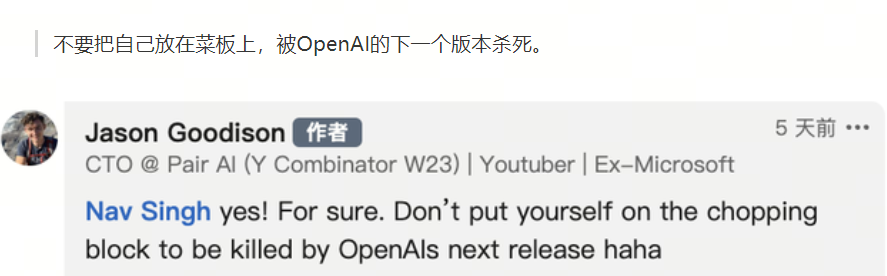 不要把自己放在菜板上，被OpenAI的下一个版本杀死。
Jason Goodison 作者
5 天前
CTO @ Pair AI (Y Combinator W23) | Youtuber | Ex-Microsoft
Nav Singh yes! For sure. Don't put yourself on the chopping
block to be killed by OpenAIs next release haha